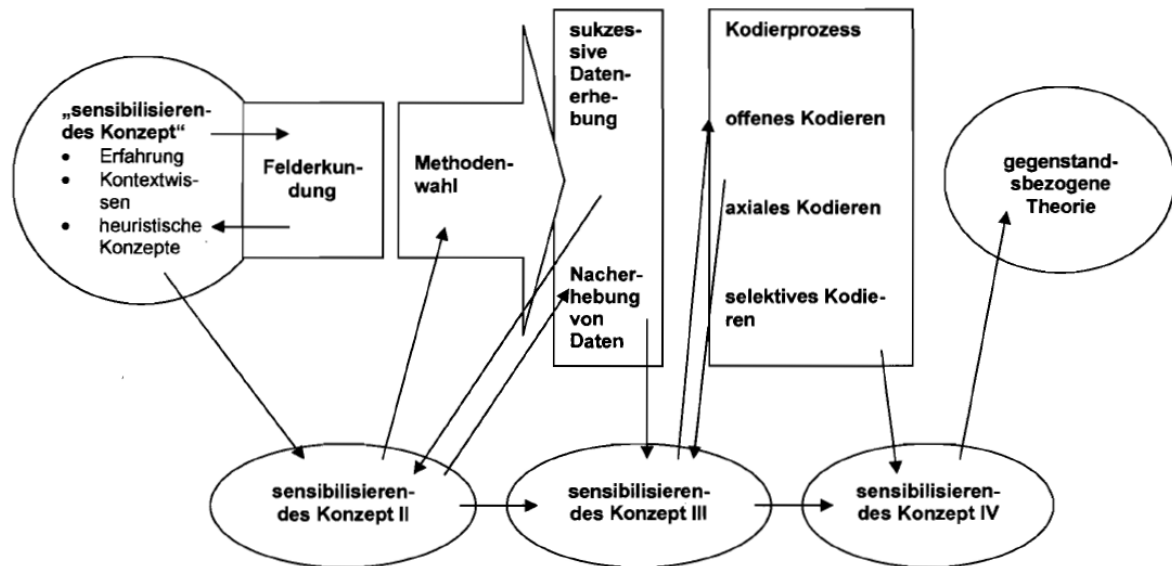 „sensibilisieren-
des Konzept“
• Erfahrung
• Kontextwis-
sen
• heuristische
Konzepte
Felderkun-
dung
Methoden-
wahl
sukzes-
sive
Daten-
erhe-
bung
Nacher-
hebung
von
Daten
Kodierprozess
offenes Kodieren
axiales Kodieren
selektives Kodie-
ren
gegenstand-
sbezogene
Theorie
sensibilisieren-
des Konzept II
sensibilisieren-
des Konzept III
sensibilisieren-
des Konzept IV